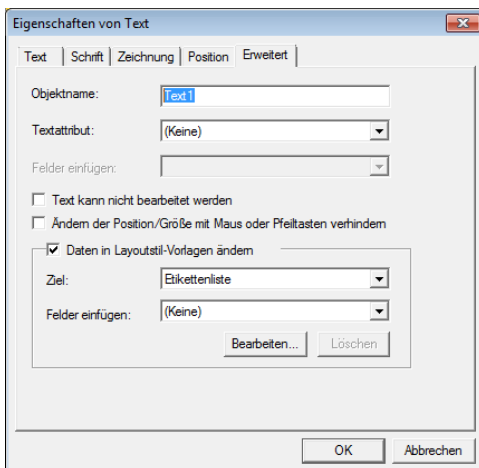 Eigenschaften von Text
Text Schrift Zeichnung Position Erweitert
Objektname: Text1
Textattribut: (Keine)
Felder einfügen:
Text kann nicht bearbeitet werden
Ändern der Position/Größe mit Maus oder Pfeiltasten verhindern
Daten in Layoutstil-Vorlagen ändern
Ziel: Etikettenliste
Felder einfügen: (Keine)
Bearbeiten... Löschen
OK Abbrechen